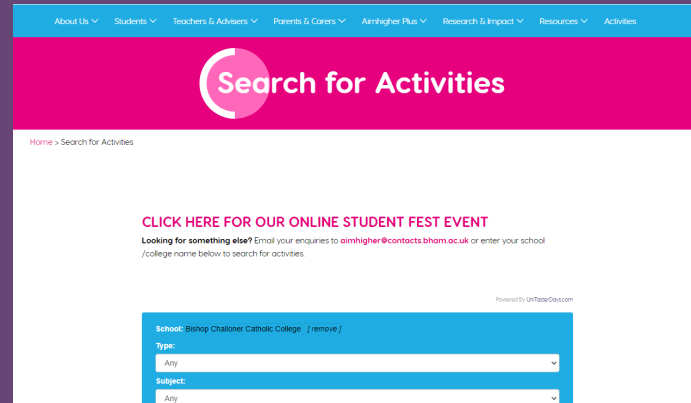 About Us Students Teachers & Advisers Parents & Carers Aimhigher Plus Research & Impact Resources Activities
Search for Activities
Home > Search for Activities
CLICK HERE FOR OUR ONLINE STUDENT FEST EVENT
Looking for something else? Email your enquiries to aimhigher@contacts.bham.ac.uk or enter your school
/college name below to search for activities.
Powered By UniTasterDays.com
School: Bishop Challoner Catholic College [ remove ]
Type:
Any
Subject:
Any